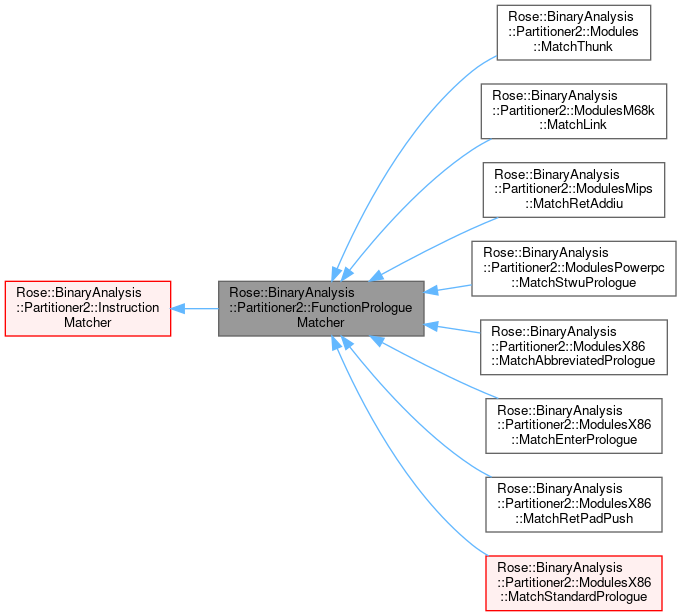 Rose::BinaryAnalysis
::Partitioner2::Instruction
Matcher
Rose::BinaryAnalysis
::Partitioner2::FunctionPrologue
Matcher
Rose::BinaryAnalysis
::Partitioner2::Modules
::MatchThunk
Rose::BinaryAnalysis
::Partitioner2::ModulesM68k
::MatchLink
Rose::BinaryAnalysis
::Partitioner2::ModulesMips
::MatchRetAddiu
Rose::BinaryAnalysis
::Partitioner2::ModulesPowerpc
::MatchStwuPrologue
Rose::BinaryAnalysis
::Partitioner2::ModulesX86
::MatchAbbreviatedPrologue
Rose::BinaryAnalysis
::Partitioner2::ModulesX86
::MatchEnterPrologue
Rose::BinaryAnalysis
::Partitioner2::ModulesX86
::MatchRetPadPush
Rose::BinaryAnalysis
::Partitioner2::ModulesX86
::MatchStandardPrologue